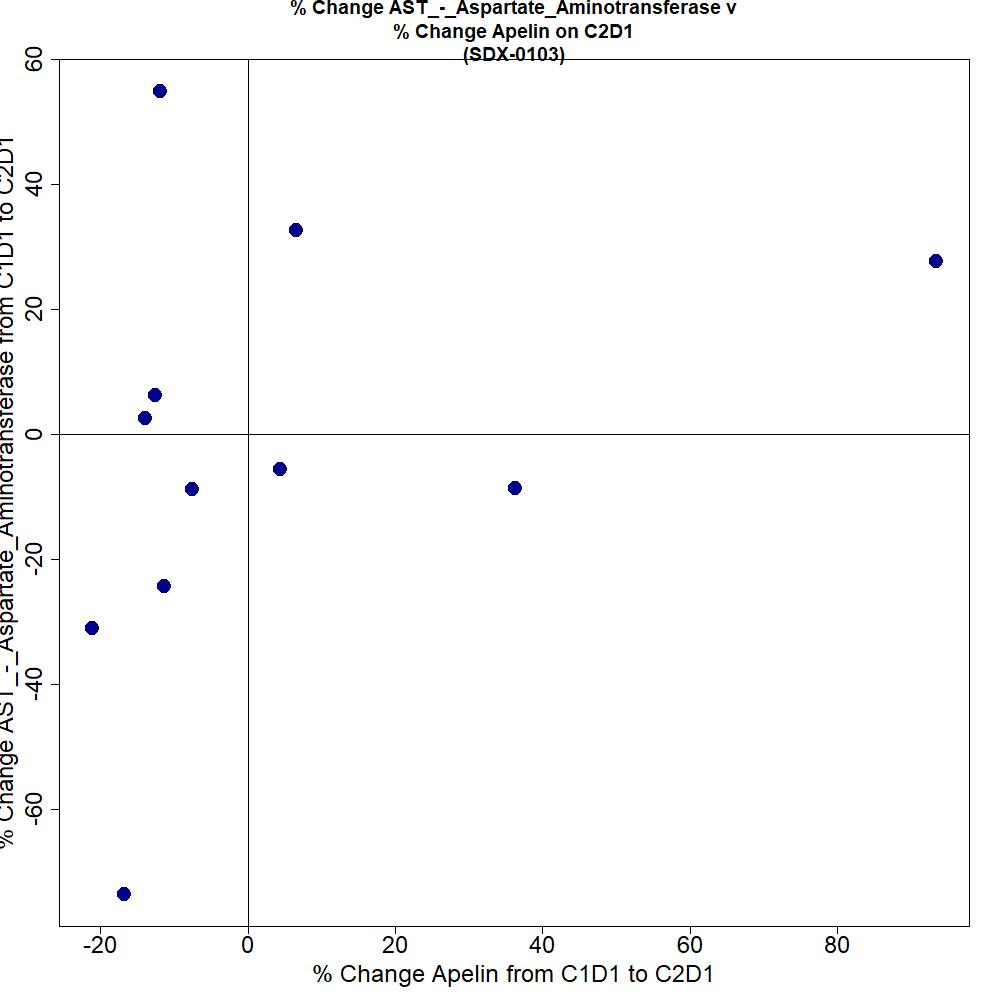 % Change AST_-_Aspartate_Aminotransferase v
% Change Apelin on C2D1
(SDX-0103)
% Change AST_-_Aspartate_Aminotransferase from C1D1 to C2D1
60
40
20
0
-20
-40
-60
-20
0
20
40
60
80
% Change Apelin from C1D1 to C2D1